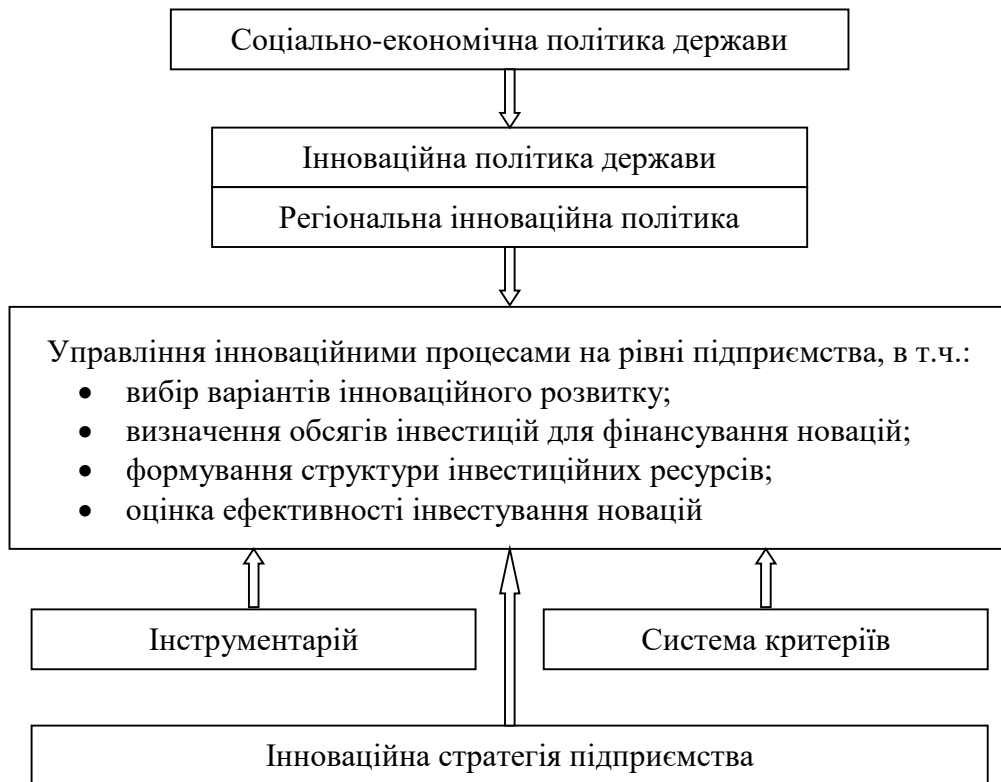 Соціально-економічна політика держави
Інноваційна політика держави
Регіональна інноваційна політика
Управління інноваційними процесами на рівні підприємства, в т.ч.:
• вибір варіантів інноваційного розвитку;
• визначення обсягів інвестицій для фінансування новацій;
• формування структури інвестиційних ресурсів;
• оцінка ефективності інвестування новацій
Інструментарій
Система критеріїв
Інноваційна стратегія підприємства